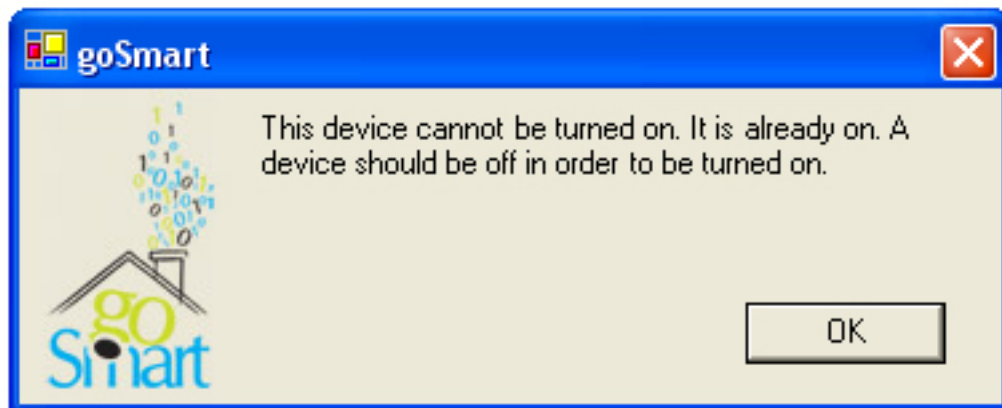 goSmart
This device cannot be turned on. It is already on. A
device should be off in order to be turned on.
go
Smart
OK